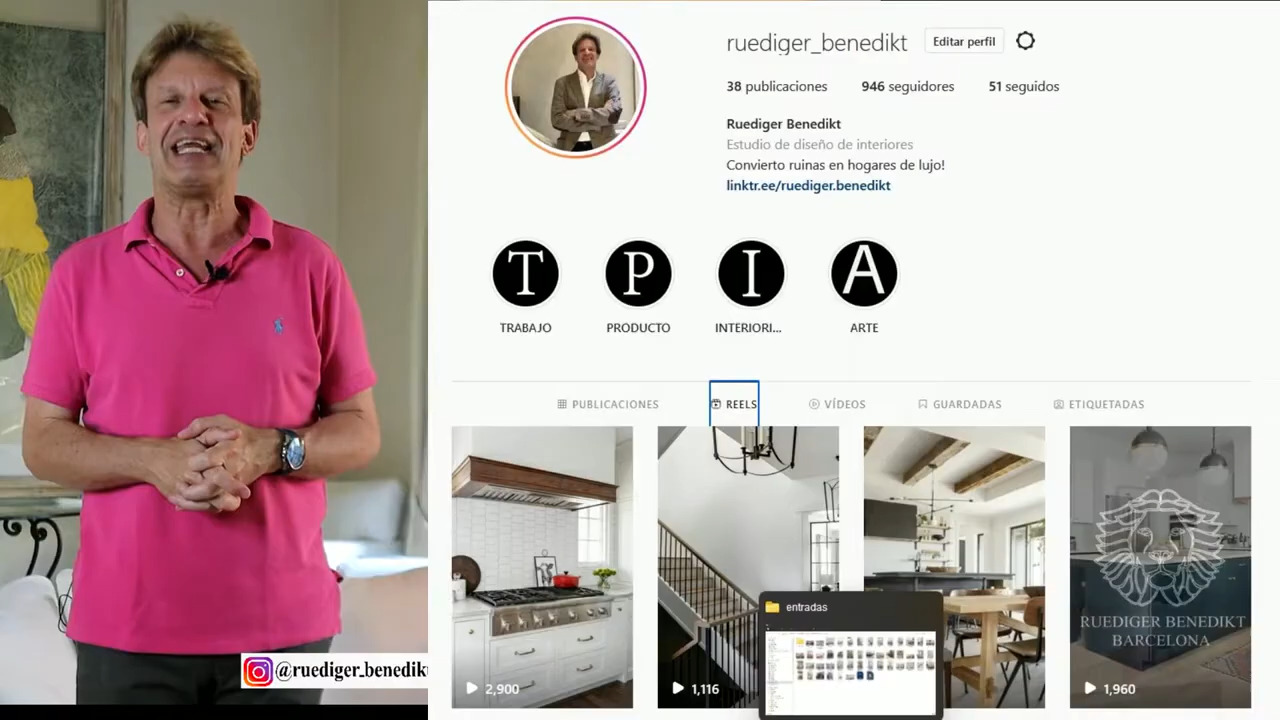 @ruediger_benedikt
ruediger_benedikt
Editar perfil
38 publicaciones 946 seguidores 51 seguidos
Ruediger Benedikt
Estudio de diseño de interiores
Convierto ruinas en hogares de lujo!
linktr.ee/ruediger.benedikt
T P I A
TRABAJO PRODUCTO INTERIORI... ARTE
PUBLICACIONES REELS VÍDEOS GUARDADAS ETIQUETADAS
entradas
RUEDIGER BENEDIKT
BARCELONA
2,900 1,116 1,960